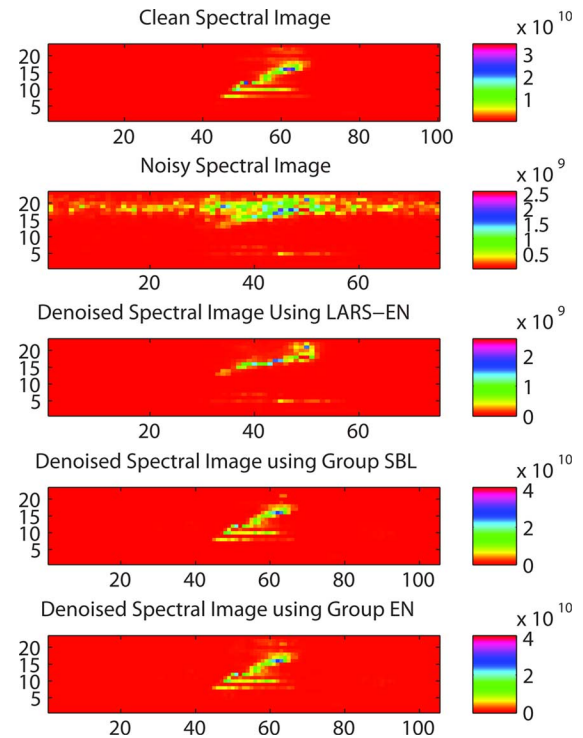 Clean Spectral Image
x 10 10
20
15
10
5
3
2
1
20 40 60 80 100
Noisy Spectral Image
x 10 9
20
15
10
5
2.5
2
1.5
1
0.5
20 40 60
Denoised Spectral Image Using LARS−EN
x 10 9
20
15
10
5
2
1
0
20 40 60
Denoised Spectral Image using Group SBL
x 10 10
20
15
10
5
4
2
0
20 40 60 80 100
Denoised Spectral Image using Group EN
x 10 10
20
15
10
5
4
2
0
20 40 60 80 100